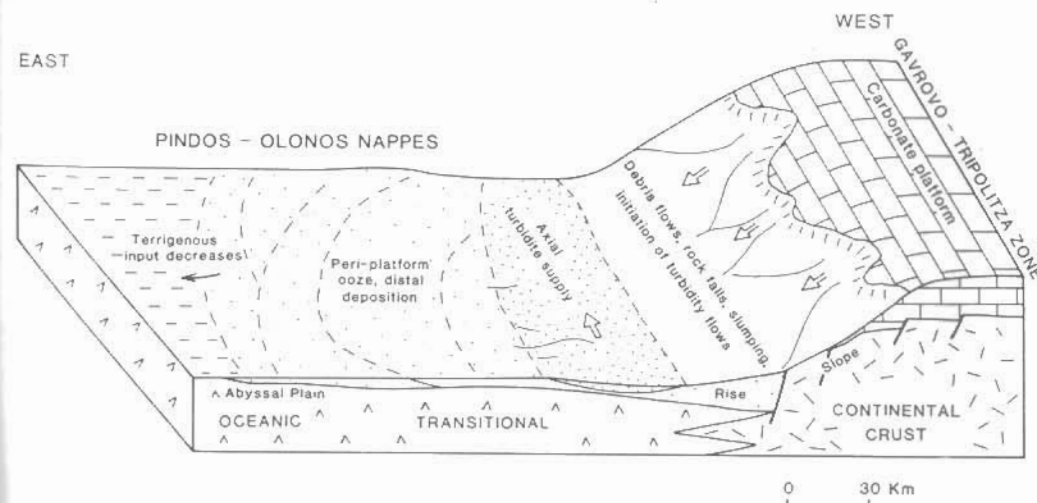 WEST
EAST
GAVROVO - TRIPOLITZA ZONE
Carbonate platform
PINDOS - OLONOS NAPPES
Debris flows, rock falls, slumping,
initiation of turbidity flows
Axial
turbidite supply
Terrigenous
input decreases
Peri-platform
ooze, distal
deposition
Slope
Abyssal Plain
Rise
OCEANIC
TRANSITIONAL
CONTINENTAL
CRUST
0 30 Km